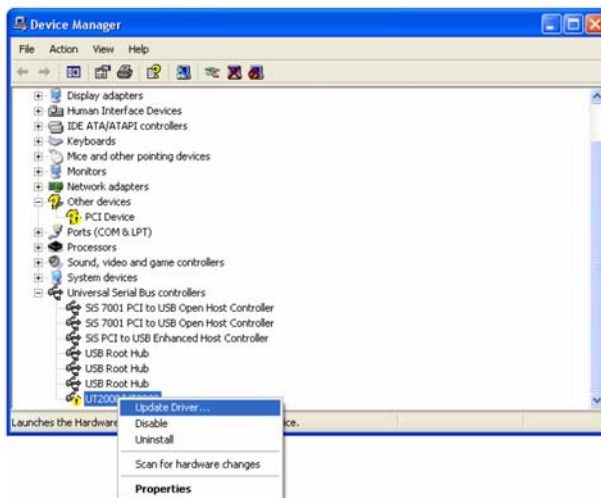 Device Manager
File Action View Help
Display adapters
Human Interface Devices
IDE ATA/ATAPI controllers
Keyboards
Mice and other pointing devices
Monitors
Network adapters
Other devices
PCI Device
Ports (COM & LPT)
Processors
Sound, video and game controllers
System devices
Universal Serial Bus controllers
SiS 7001 PCI to USB Open Host Controller
SiS 7001 PCI to USB Open Host Controller
SiS PCI to USB Enhanced Host Controller
USB Root Hub
USB Root Hub
USB Root Hub
Update Driver...
Launches the Hardware
Disable
Uninstall
Scan for hardware changes
Properties